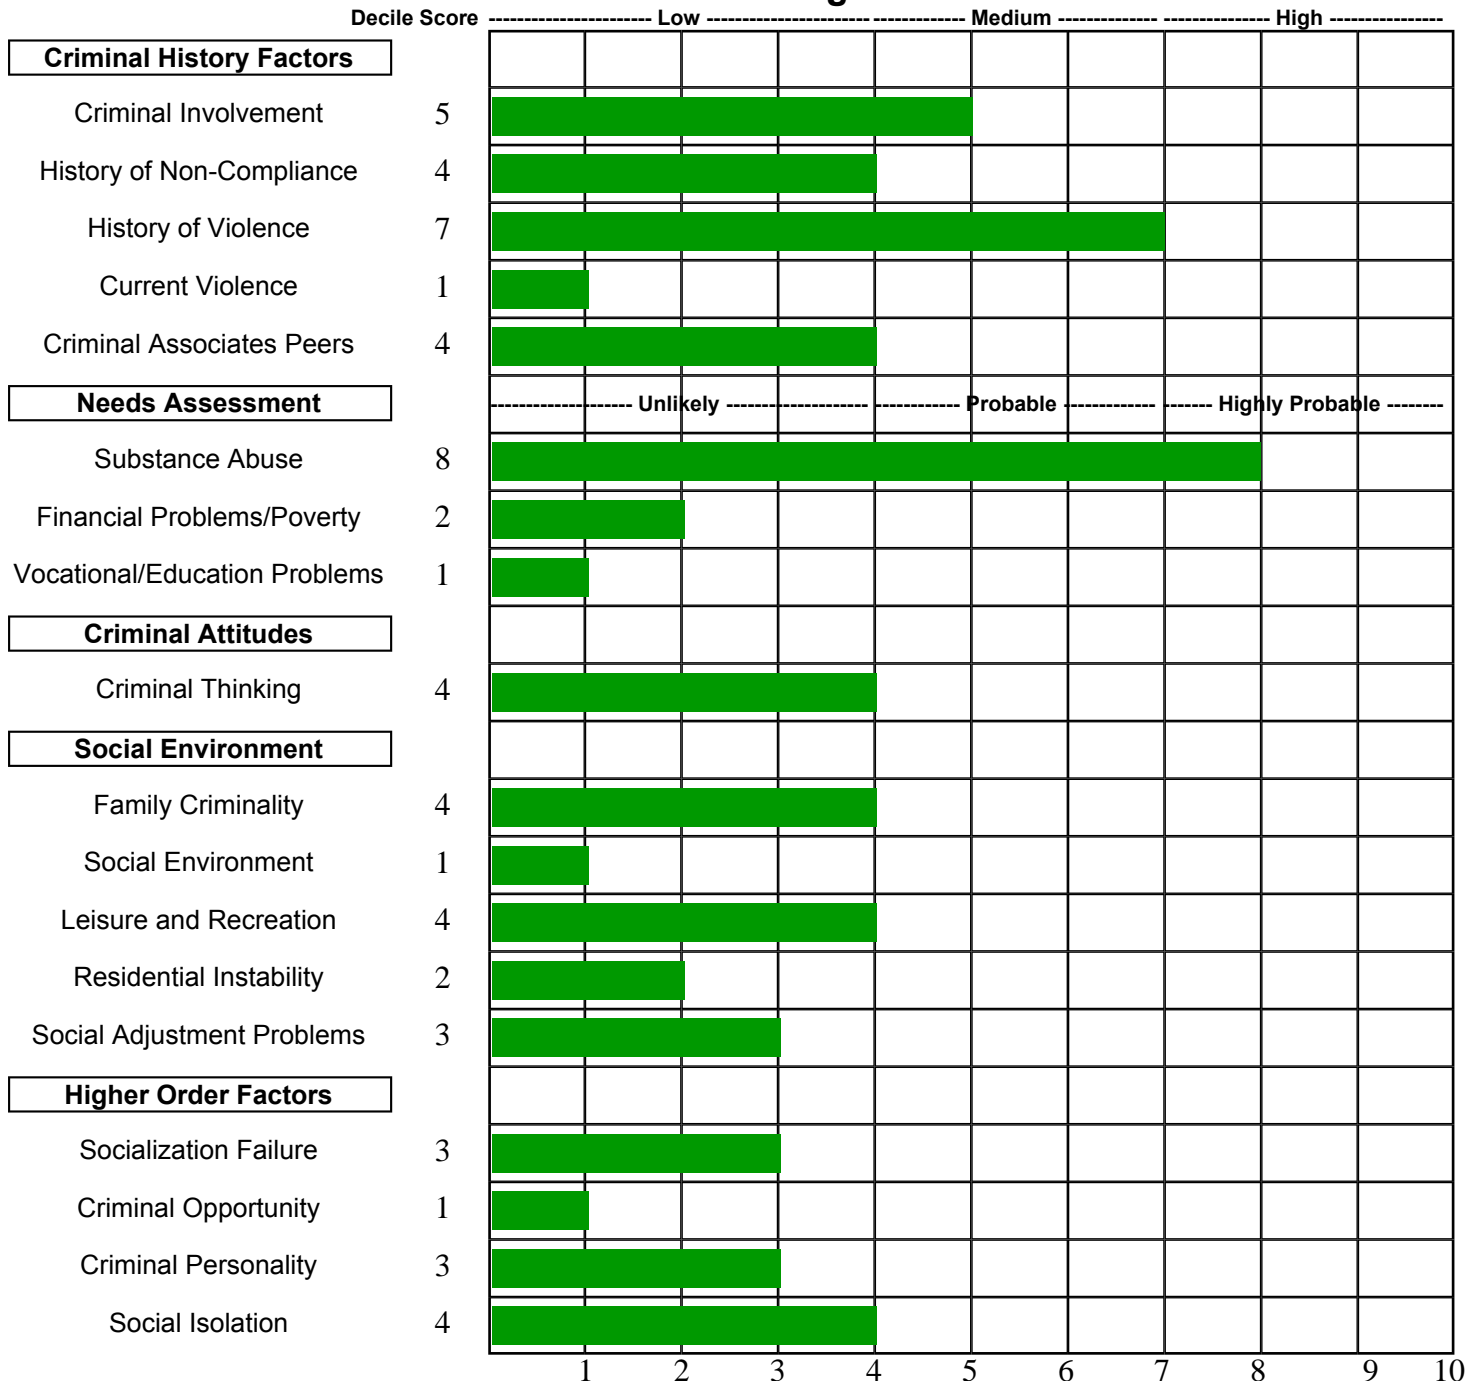 Decile Score ----------------------- Low ----------------------- ------------- Medium -------------- --------------- High ----------------
Criminal History Factors
Criminal Involvement 5
History of Non-Compliance 4
History of Violence 7
Current Violence 1
Criminal Associates Peers 4
Needs Assessment -------------------- Unlikely -------------------- ------------ Probable ------------- ------- Highly Probable --------
Substance Abuse 8
Financial Problems/Poverty 2
Vocational/Education Problems 1
Criminal Attitudes
Criminal Thinking 4
Social Environment
Family Criminality 4
Social Environment 1
Leisure and Recreation 4
Residential Instability 2
Social Adjustment Problems 3
Higher Order Factors
Socialization Failure 3
Criminal Opportunity 1
Criminal Personality 3
Social Isolation 4
1 2 3 4 5 6 7 8 9 10